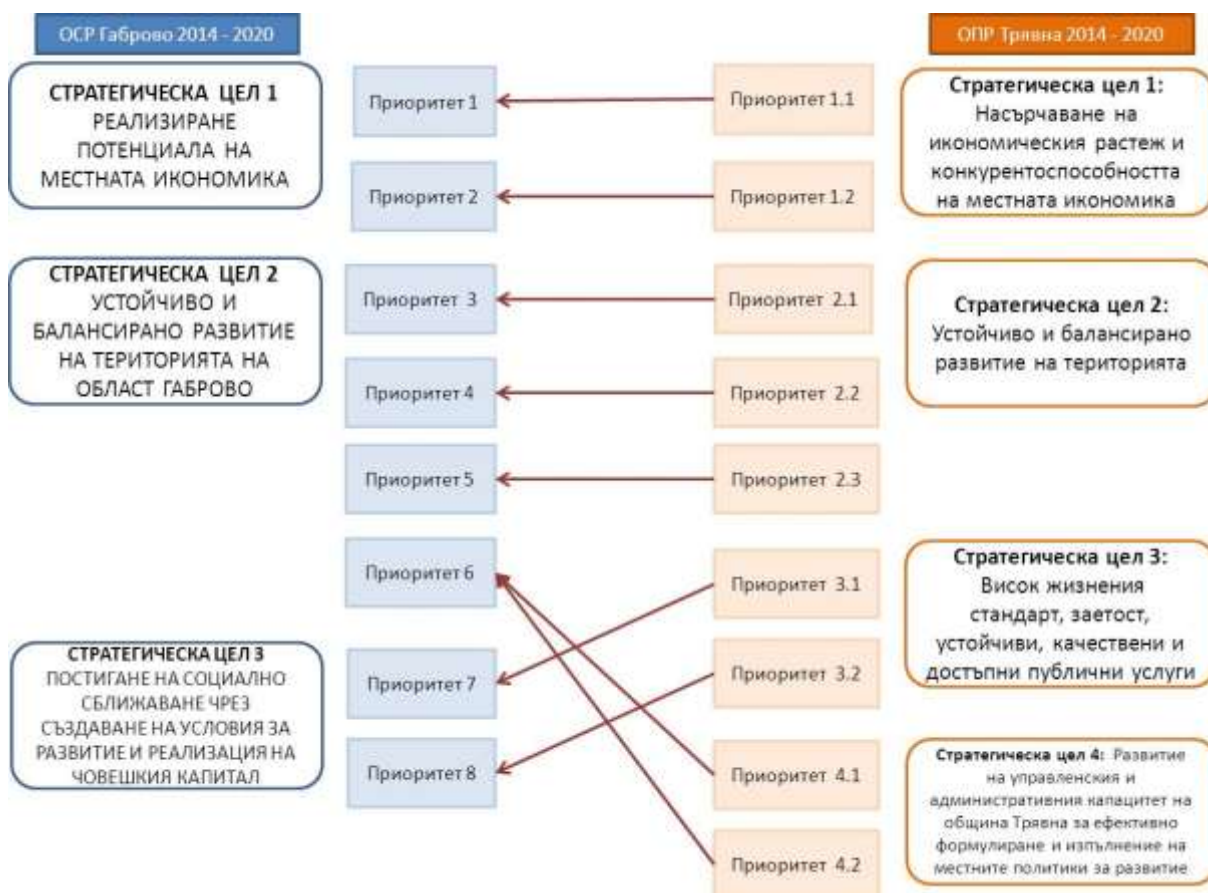 ОСР Габрово 2014 - 2020
СТРАТЕГИЧЕСКА ЦЕЛ 1
РЕАЛИЗИРАНЕ
ПОТЕНЦИАЛА НА
МЕСТНАТА ИКОНОМИКА
СТРАТЕГИЧЕСКА ЦЕЛ 2
УСТОЙЧИВО И
БАЛАНСИРАНО РАЗВИТИЕ
НА ТЕРИТОРИЯТА НА
ОБЛАСТ ГАБРОВО
СТРАТЕГИЧЕСКА ЦЕЛ 3
ПОСТИГАНЕ НА СОЦИАЛНО
СБЛИЖАВАНЕ ЧРЕЗ
СЪЗДАВАНЕ НА УСЛОВИЯ ЗА
РАЗВИТИЕ И РЕАЛИЗАЦИЯ НА
ЧОВЕШКИЯ КАПИТАЛ
Приоритет 1
Приоритет 2
Приоритет 3
Приоритет 4
Приоритет 5
Приоритет 6
Приоритет 7
Приоритет 8
Приоритет 1.1
Приоритет 1.2
Приоритет 2.1
Приоритет 2.2
Приоритет 2.3
Приоритет 3.1
Приоритет 3.2
Приоритет 4.1
Приоритет 4.2
ОПР Трявна 2014 - 2020
Стратегическа цел 1:
Насърчаване на
икономическия растеж и
конкурентоспособността
на местната икономика
Стратегическа цел 2:
Устойчиво и балансирано
развитие на територията
Стратегическа цел 3:
Висок жизнения
стандарт, заетост,
устойчиви, качествени и
достъпни публични услуги
Стратегическа цел 4: Развитие
на управленския и
административния капацитет на
община Трявна за ефективно
формулиране и изпълнение на
местните политики за развитие